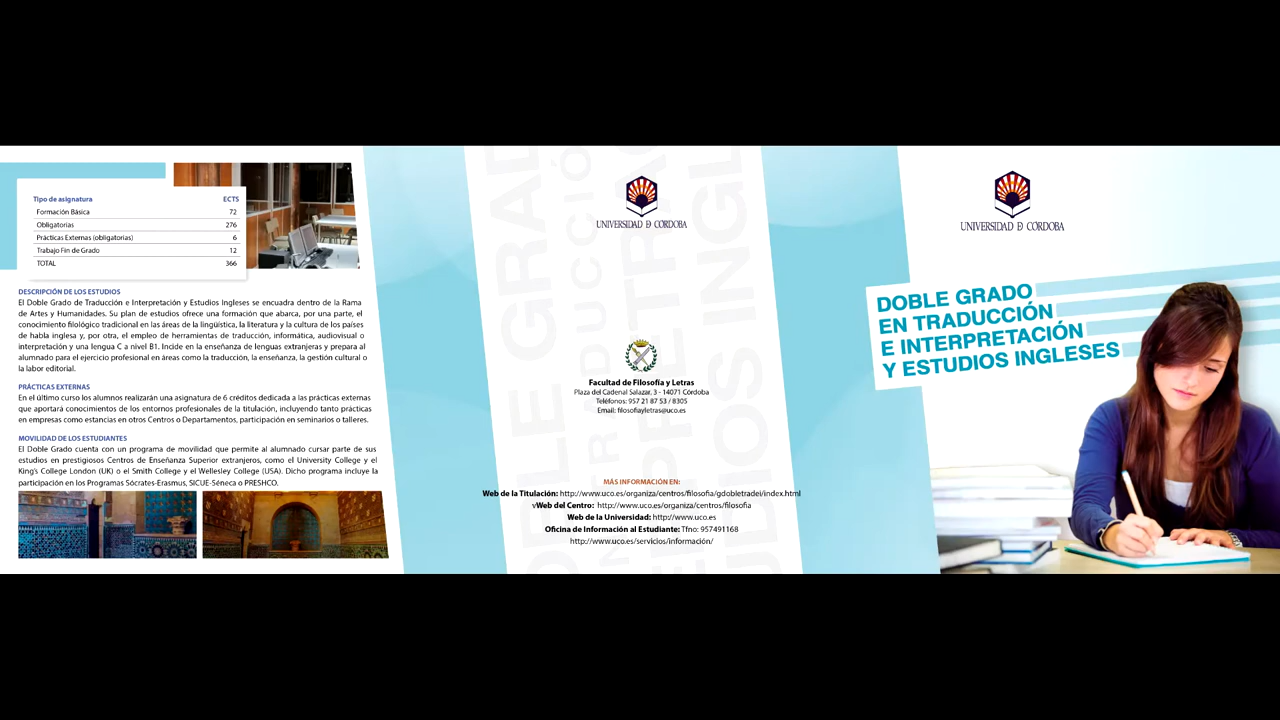 Tipo de asignatura ECTS
Formación Básica 72
Obligatorias 276
Prácticas Externas (obligatorias) 6
Trabajo Fin de Grado 12
TOTAL 366
DESCRIPCIÓN DE LOS ESTUDIOS
El Doble Grado de Traducción e Interpretación y Estudios Ingleses se encuadra dentro de la Rama
de Artes y Humanidades. Su plan de estudios ofrece una formación que abarca, por una parte, el
conocimiento filológico tradicional en las áreas de la lingüística, la literatura y la cultura de los países
de habla inglesa y, por otra, el empleo de herramientas de traducción, informática, audiovisual o
interpretación y una lengua C a nivel B1. Incide en la enseñanza de lenguas extranjeras y prepara al
alumnado para el ejercicio profesional en áreas como la traducción, la enseñanza, la gestión cultural o
la labor editorial.
PRÁCTICAS EXTERNAS
En el último curso los alumnos realizarán una asignatura de 6 créditos dedicada a las prácticas externas
que aportará conocimientos de los entornos profesionales de la titulación, incluyendo tanto prácticas
en empresas como estancias en otros Centros o Departamentos, participación en seminarios o talleres.
MOVILIDAD DE LOS ESTUDIANTES
El Doble Grado cuenta con un programa de movilidad que permite al alumnado cursar parte de sus
estudios en prestigiosos Centros de Enseñanza Superior extranjeros, como el University College y el
King's College London (UK) o el Smith College y el Wellesley College (USA). Dicho programa incluye la
participación en los Programas Sócrates-Erasmus, SICUE-Séneca o PRESHCO.
UNIVERSIDAD D CÓRDOBA
Facultad de Filosofía y Letras
Plaza del Cadenal Salazar, 3 - 14071 Córdoba
Teléfonos: 957 21 87 53 / 8305
Email: filosofiayletras@uco.es
MÁS INFORMACIÓN EN:
Web de la Titulación: http://www.uco.es/organiza/centros/filosofia/gdobletradei/index.html
vWeb del Centro: http://www.uco.es/organiza/centros/filosofia
Web de la Universidad: http://www.uco.es
Oficina de Información al Estudiante: Tfno: 957491168
http://www.uco.es/servicios/información/
UNIVERSIDAD D CÓRDOBA
DOBLE GRADO
EN TRADUCCIÓN
E INTERPRETACIÓN
Y ESTUDIOS INGLESES